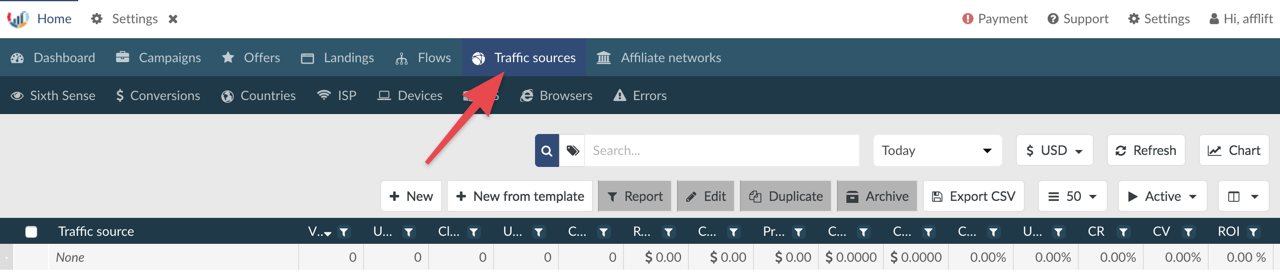 Home Settings Payment Support Settings Hi, afflift
Dashboard Campaigns Offers Landings Flows Traffic sources Affiliate networks
Sixth Sense $ Conversions Countries ISP Devices Browsers Errors
Search... Today $ USD Refresh Chart
+ New + New from template Report Edit Duplicate Archive Export CSV 50 Active
Traffic source V... U... Cl... U... C... R... C... Pr... C... C... C... U... CR CV ROI
None 0 0 0 0 0 $ 0.00 $ 0.00 $ 0.00 $ 0.0000 $ 0.0000 0.00% 0.00% 0.00% 0.00% 0.00 %